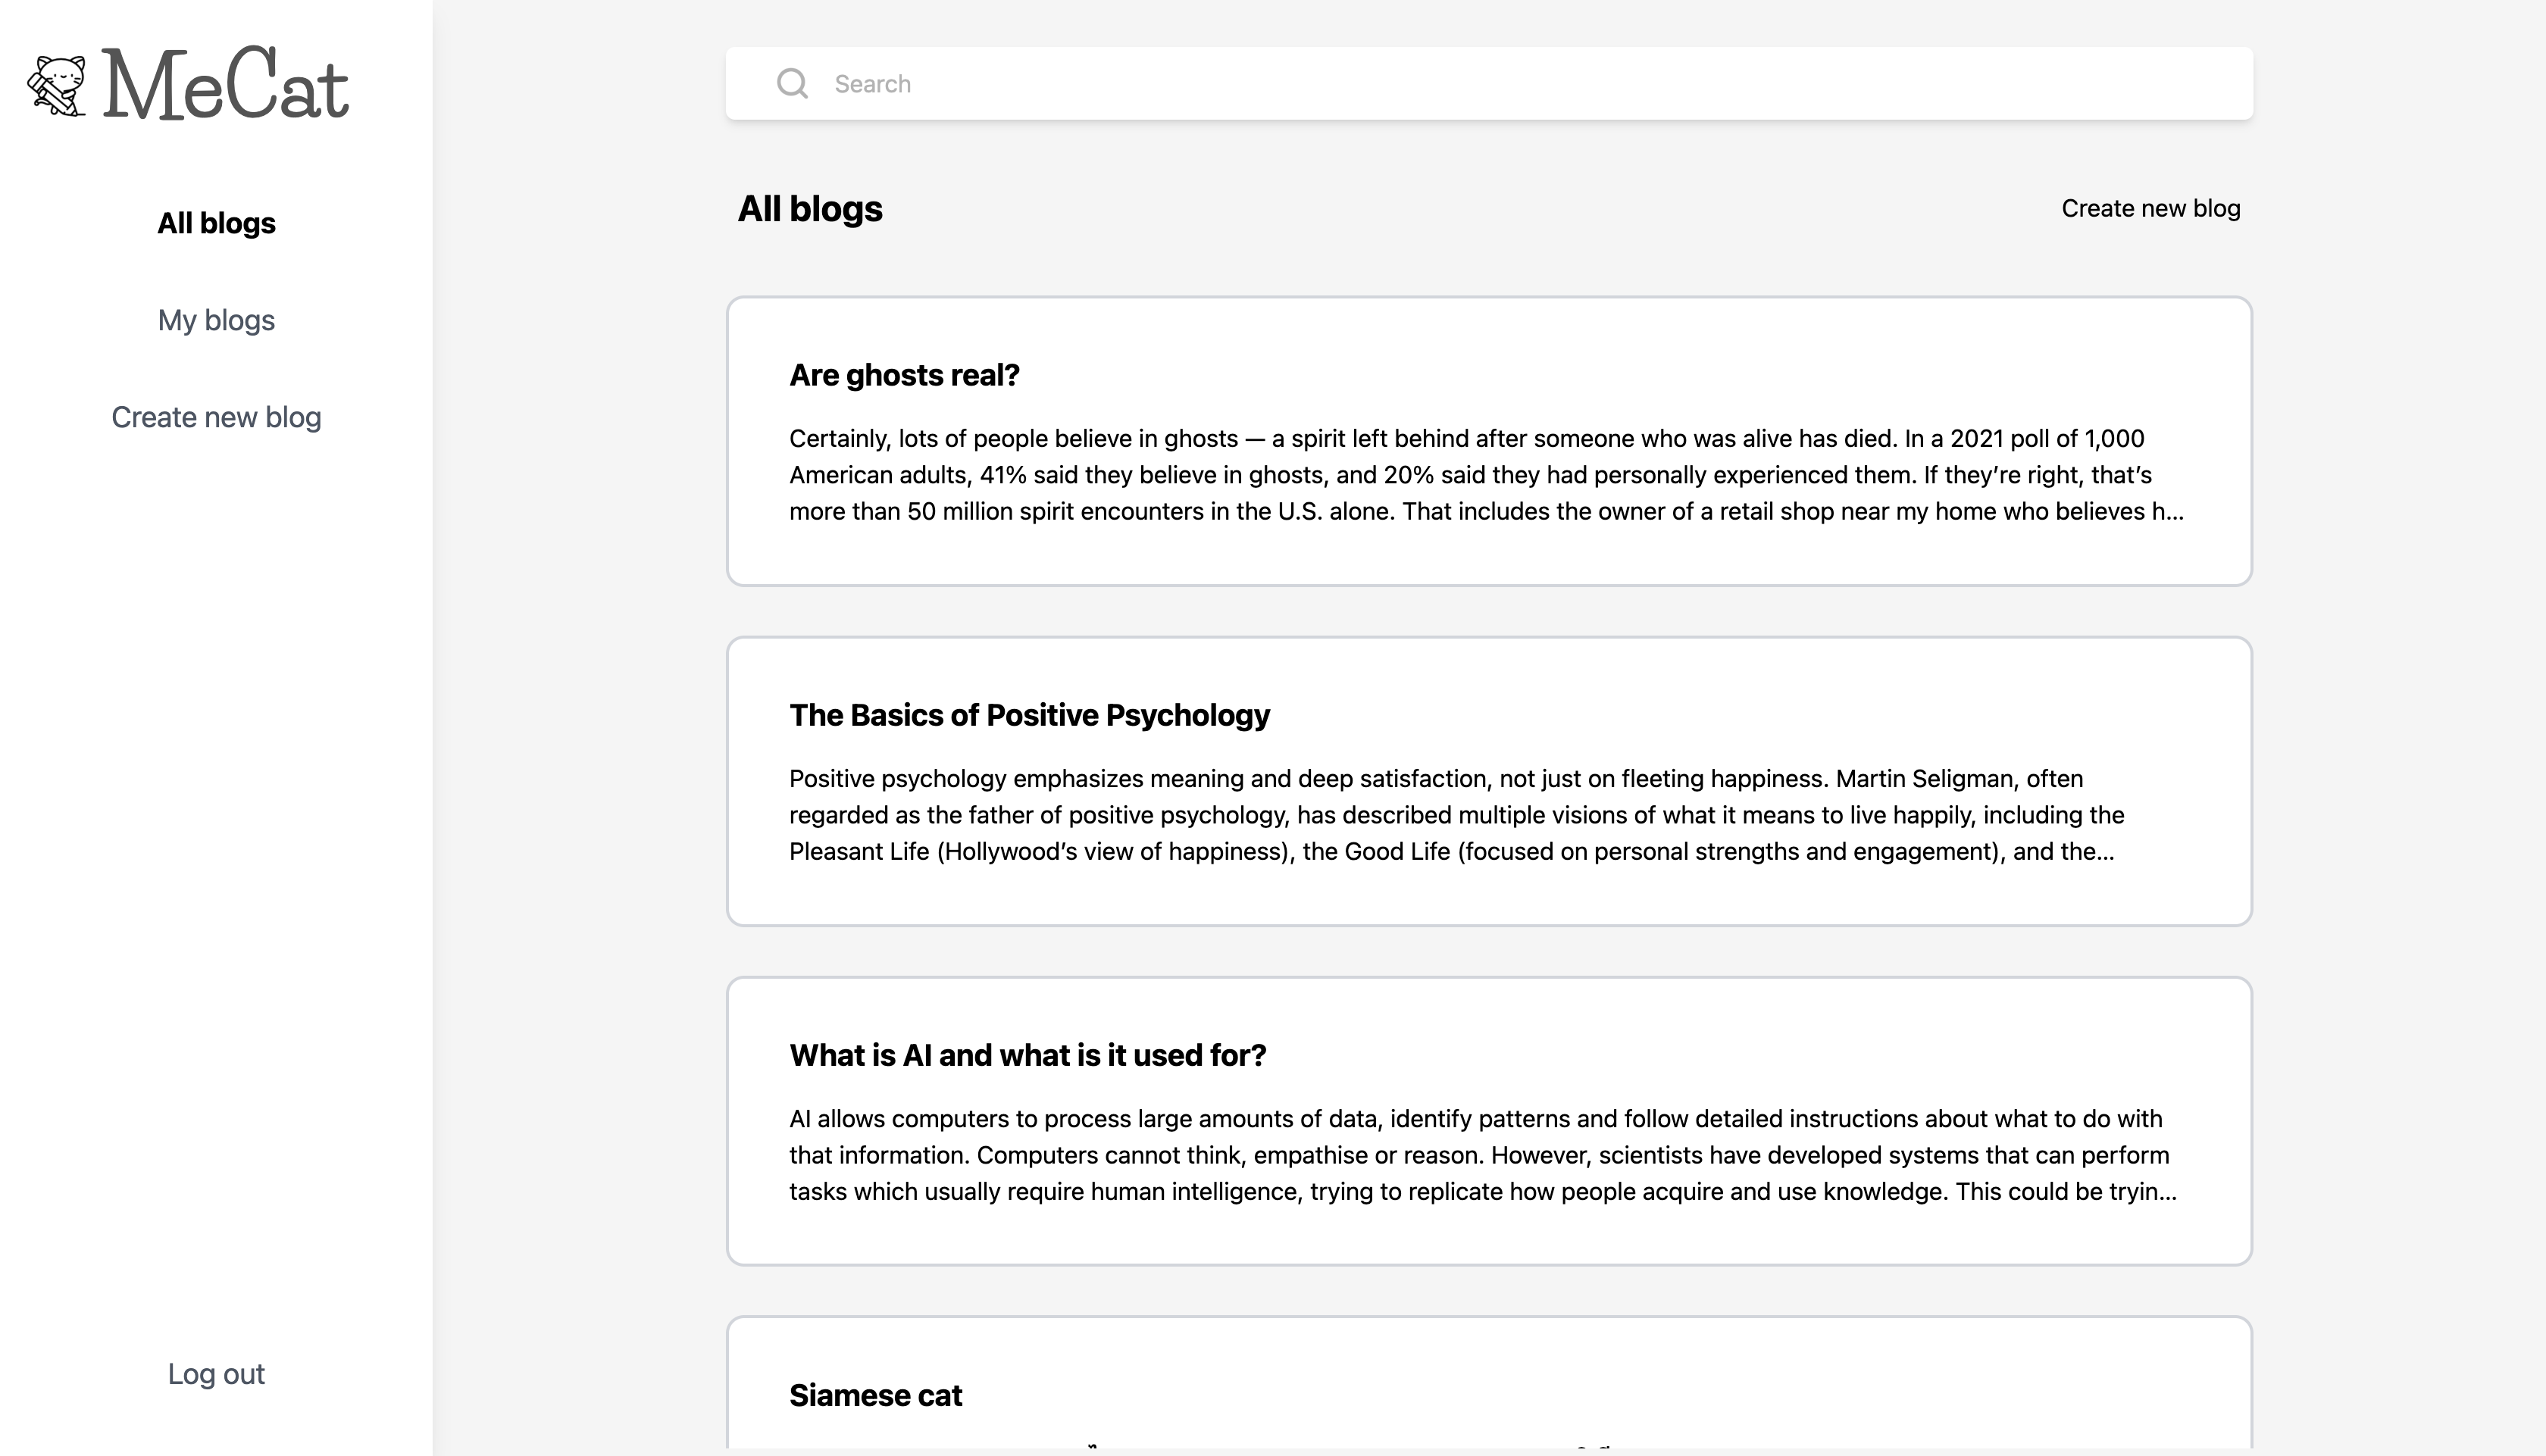 MeCat
All blogs
My blogs
Create new blog
Log out
Search
All blogs
Create new blog
Are ghosts real?
Certainly, lots of people believe in ghosts — a spirit left behind after someone who was alive has died. In a 2021 poll of 1,000
American adults, 41% said they believe in ghosts, and 20% said they had personally experienced them. If they’re right, that’s
more than 50 million spirit encounters in the U.S. alone. That includes the owner of a retail shop near my home who believes h...
The Basics of Positive Psychology
Positive psychology emphasizes meaning and deep satisfaction, not just on fleeting happiness. Martin Seligman, often
regarded as the father of positive psychology, has described multiple visions of what it means to live happily, including the
Pleasant Life (Hollywood’s view of happiness), the Good Life (focused on personal strengths and engagement), and the...
What is AI and what is it used for?
AI allows computers to process large amounts of data, identify patterns and follow detailed instructions about what to do with
that information. Computers cannot think, empathise or reason. However, scientists have developed systems that can perform
tasks which usually require human intelligence, trying to replicate how people acquire and use knowledge. This could be tryin...
Siamese cat